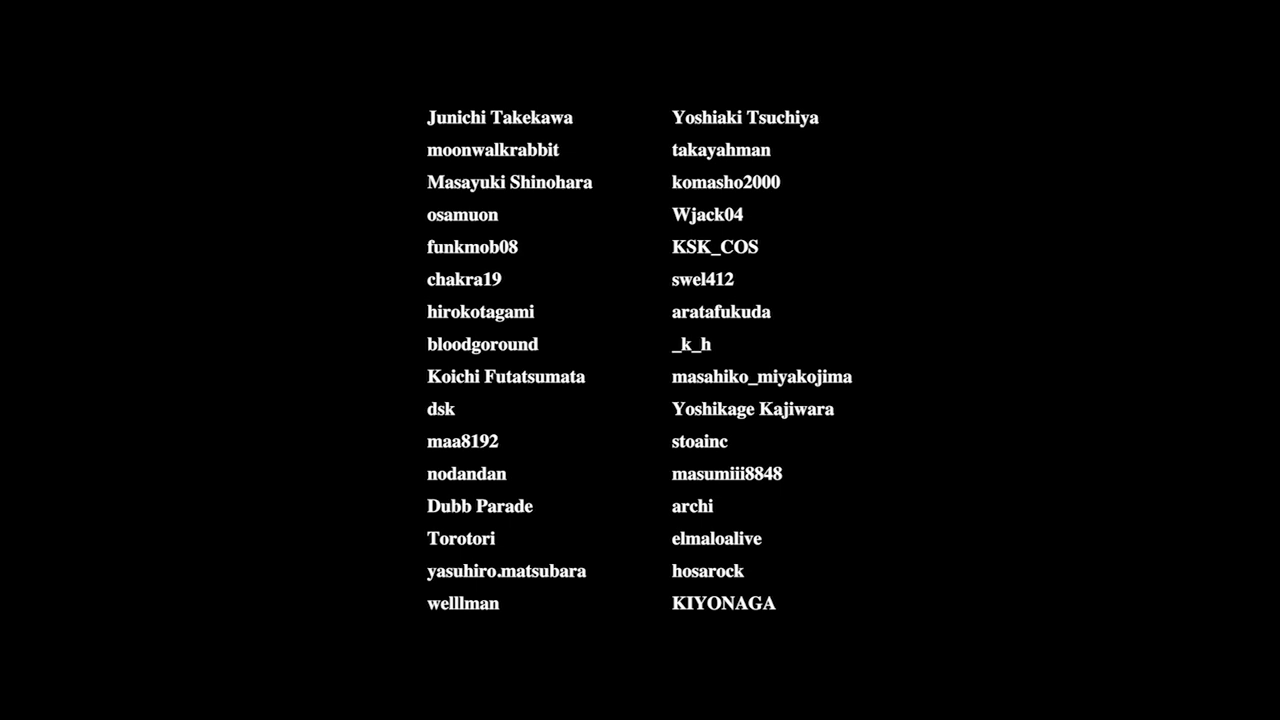 Junichi Takekawa
moonwalkrabbit
Masayuki Shinohara
osamuon
funkmob08
chakra19
hirokotagami
bloodgoround
Koichi Futatsumata
dsk
maa8192
nodandan
Dubb Parade
Torotori
yasuhiro.matsubara
welllman
Yoshiaki Tsuchiya
takayahman
komasho2000
Wjack04
KSK_COS
swel412
aratafukuda
_k_h
masahiko_miyakojima
Yoshikage Kajiwara
stoainc
masumiii8848
archi
elmaloalive
hosarock
KIYONAGA